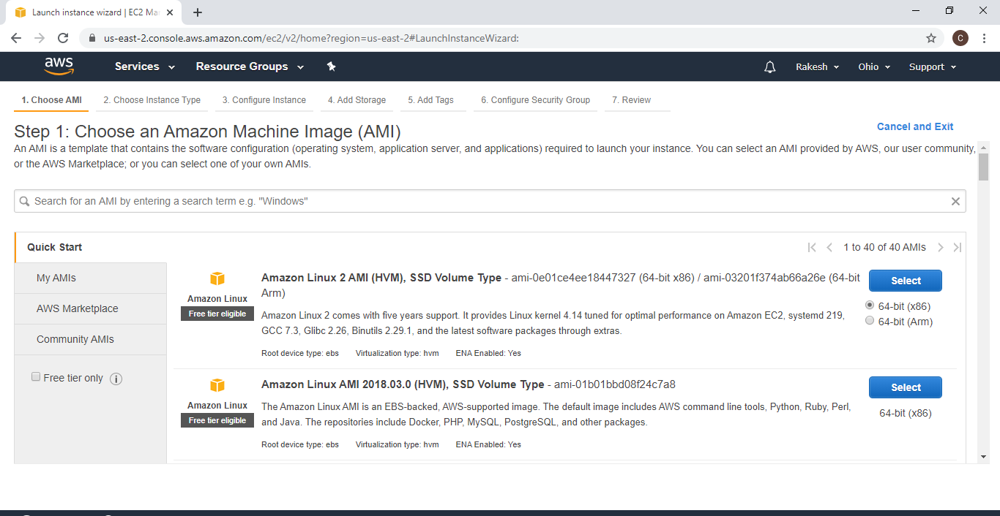 Launch instance wizard | EC2 Ma
us-east-2.console.aws.amazon.com/ec2/v2/home?region=us-east-2#LaunchInstanceWizard:
C
aws Services Resource Groups Rakesh Ohio Support
1. Choose AMI 2. Choose Instance Type 3. Configure Instance 4. Add Storage 5. Add Tags 6. Configure Security Group 7. Review
Step 1: Choose an Amazon Machine Image (AMI)
Cancel and Exit
An AMI is a template that contains the software configuration (operating system, application server, and applications) required to launch your instance. You can select an AMI provided by AWS, our user community,
or the AWS Marketplace; or you can select one of your own AMIs.
Search for an AMI by entering a search term e.g. "Windows"
Quick Start
My AMIs
AWS Marketplace
Community AMIs
Free tier only
1 to 40 of 40 AMIs
Amazon Linux
Free tier eligible
Amazon Linux 2 AMI (HVM), SSD Volume Type - ami-0e01ce4ee18447327 (64-bit x86) / ami-03201f374ab66a26e (64-bit
Arm)
Amazon Linux 2 comes with five years support. It provides Linux kernel 4.14 tuned for optimal performance on Amazon EC2, systemd 219,
GCC 7.3, Glibc 2.26, Binutils 2.29.1, and the latest software packages through extras.
Root device type: ebs Virtualization type: hvm ENA Enabled: Yes
Select
64-bit (x86)
64-bit (Arm)
Amazon Linux
Free tier eligible
Amazon Linux AMI 2018.03.0 (HVM), SSD Volume Type - ami-01b01bbd08f24c7a8
The Amazon Linux AMI is an EBS-backed, AWS-supported image. The default image includes AWS command line tools, Python, Ruby, Perl,
and Java. The repositories include Docker, PHP, MySQL, PostgreSQL, and other packages.
Root device type: ebs Virtualization type: hvm ENA Enabled: Yes
Select
64-bit (x86)